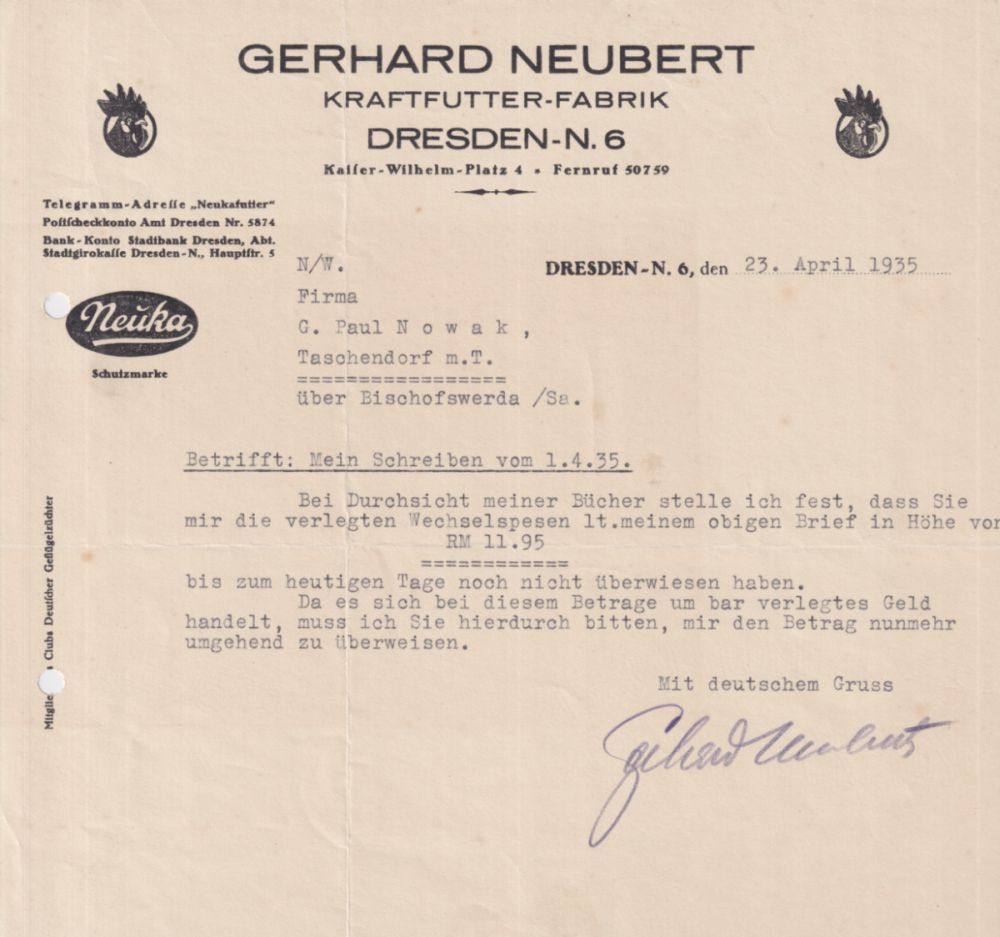 GERHARD NEUBERT
KRAFTFUTTER-FABRIK
DRESDEN-N. 6
Kaiſer-Wilhelm-Platz 4 • Fernruf 50759
Telegramm-Adreſſe „Neukafutter“
Poſtſcheckkonto Amt Dresden Nr. 5874
Bank-Konto Stadtbank Dresden, Abt.
Stadtgirokaſſe Dresden-N., Hauptſtr. 5
Neuka
Schutzmarke
N/W.
DRESDEN-N. 6, den 23. April 1935
Firma
G. Paul N o w a k ,
Taschendorf m.T.
=================
über Bischofswerda /Sa.
Betrifft: Mein Schreiben vom 1.4.35.
Bei Durchsicht meiner Bücher stelle ich fest, dass Sie
mir die verlegten Wechselspesen lt.meinem obigen Brief in Höhe von
RM 11.95
============
bis zum heutigen Tage noch nicht überwiesen haben.
Da es sich bei diesem Betrage um bar verlegtes Geld
handelt, muss ich Sie hierdurch bitten, mir den Betrag nunmehr
umgehend zu überweisen.
Mit deutschem Gruss
Gerhard Neubert
Mitglie s Clubs Deutſcher Geflügelzüchter